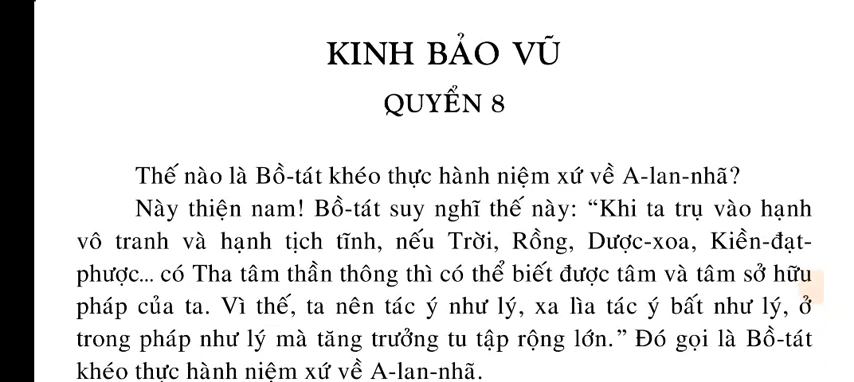 KINH BẢO VŨ
QUYỂN 8
Thế nào là Bồ-tát khéo thực hành niệm xứ về A-lan-nhã?
Này thiện nam! Bồ-tát suy nghĩ thế này: “Khi ta trụ vào hạnh
vô tranh và hạnh tịch tĩnh, nếu Trời, Rồng, Dược-xoa, Kiền-đạt-
phược... có Tha tâm thần thông thì có thể biết được tâm và tâm sở hữu
pháp của ta. Vì thế, ta nên tác ý như lý, xa lìa tác ý bất như lý, ở
trong pháp như lý mà tăng trưởng tu tập rộng lớn.” Đó gọi là Bồ-tát
khéo thực hành niệm xứ về A-lan-nhã.